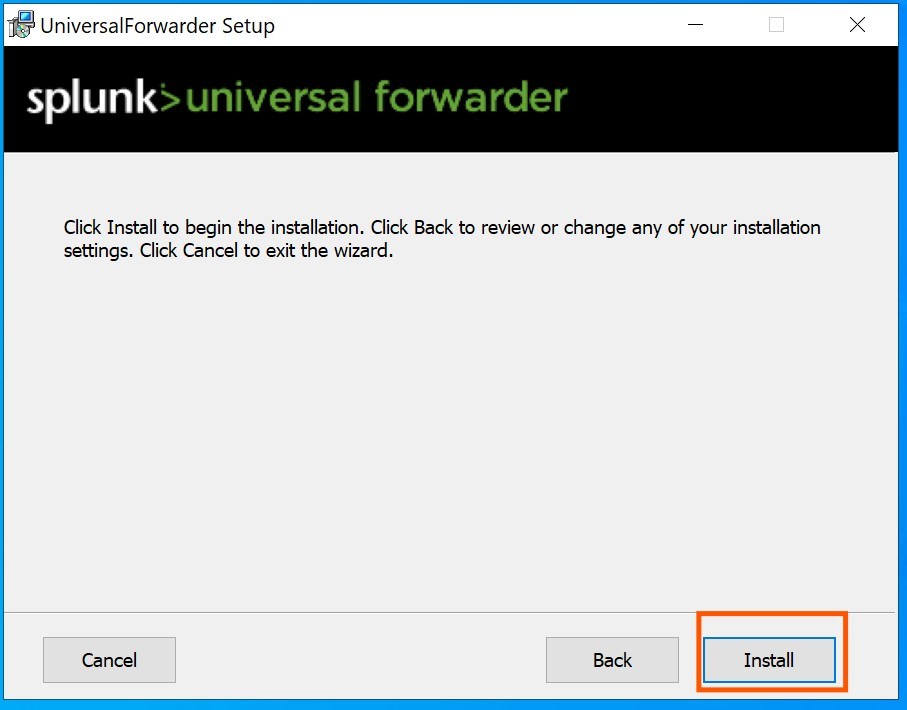 UniversalForwarder Setup
splunk>universal forwarder
Click Install to begin the installation. Click Back to review or change any of your installation
settings. Click Cancel to exit the wizard.
Cancel
Back
Install